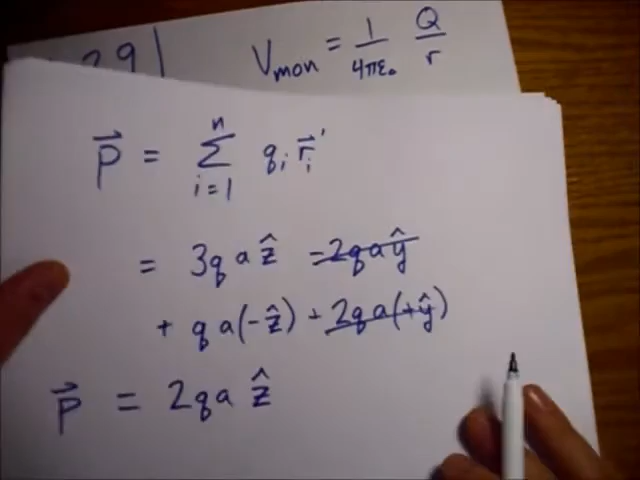 29 V_mon = 1/4πε₀ Q/r
p⃗ = Σ_{i=1}^{n} q_i r⃗_i'
= 3qa ẑ - 2qa ŷ
+ qa(-ẑ) + 2qa(+ŷ)
p⃗ = 2qa ẑ